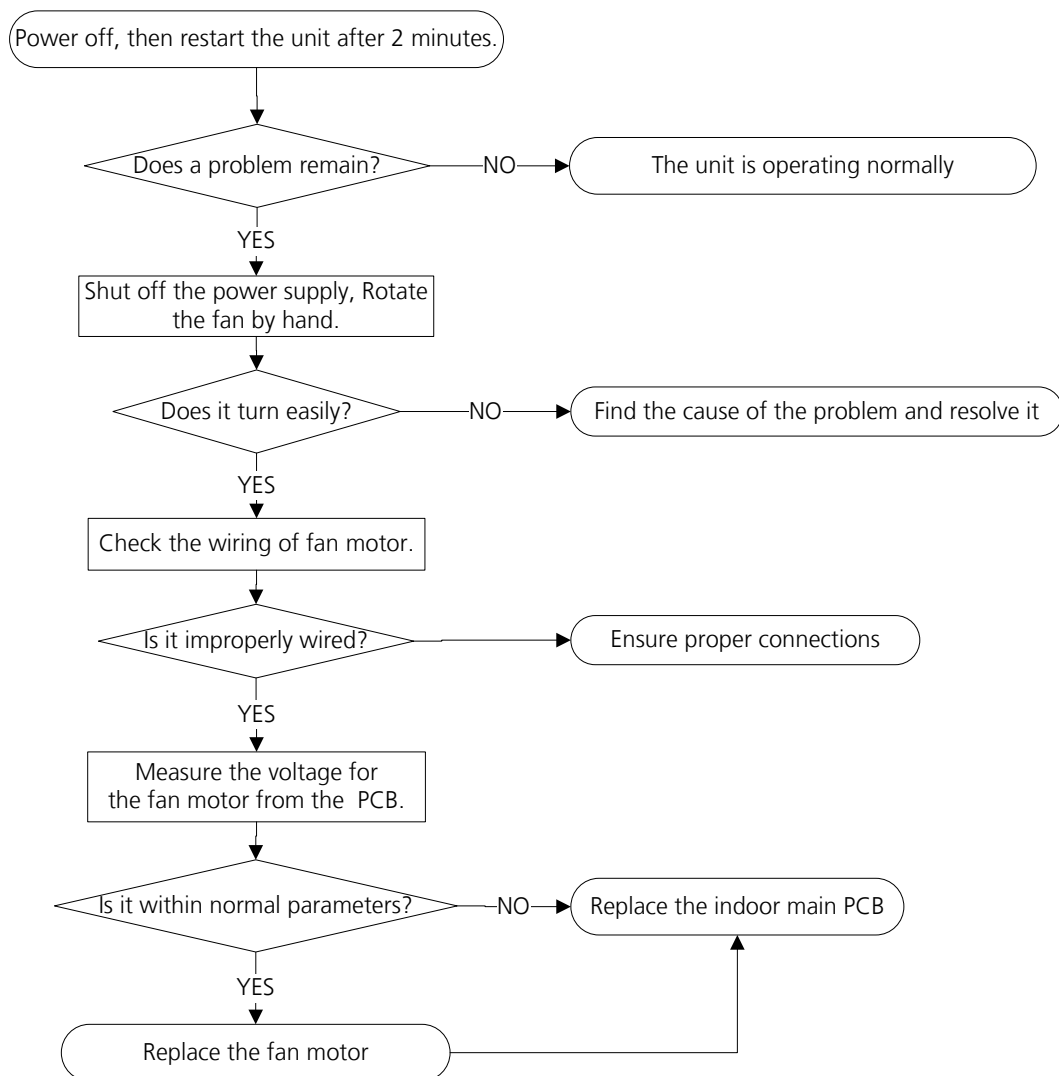 Power off, then restart the unit after 2 minutes.
Does a problem remain?
NO
The unit is operating normally
YES
Shut off the power supply, Rotate
the fan by hand.
Does it turn easily?
NO
Find the cause of the problem and resolve it
YES
Check the wiring of fan motor.
Is it improperly wired?
Ensure proper connections
YES
Measure the voltage for
the fan motor from the PCB.
Is it within normal parameters?
NO
Replace the indoor main PCB
YES
Replace the fan motor